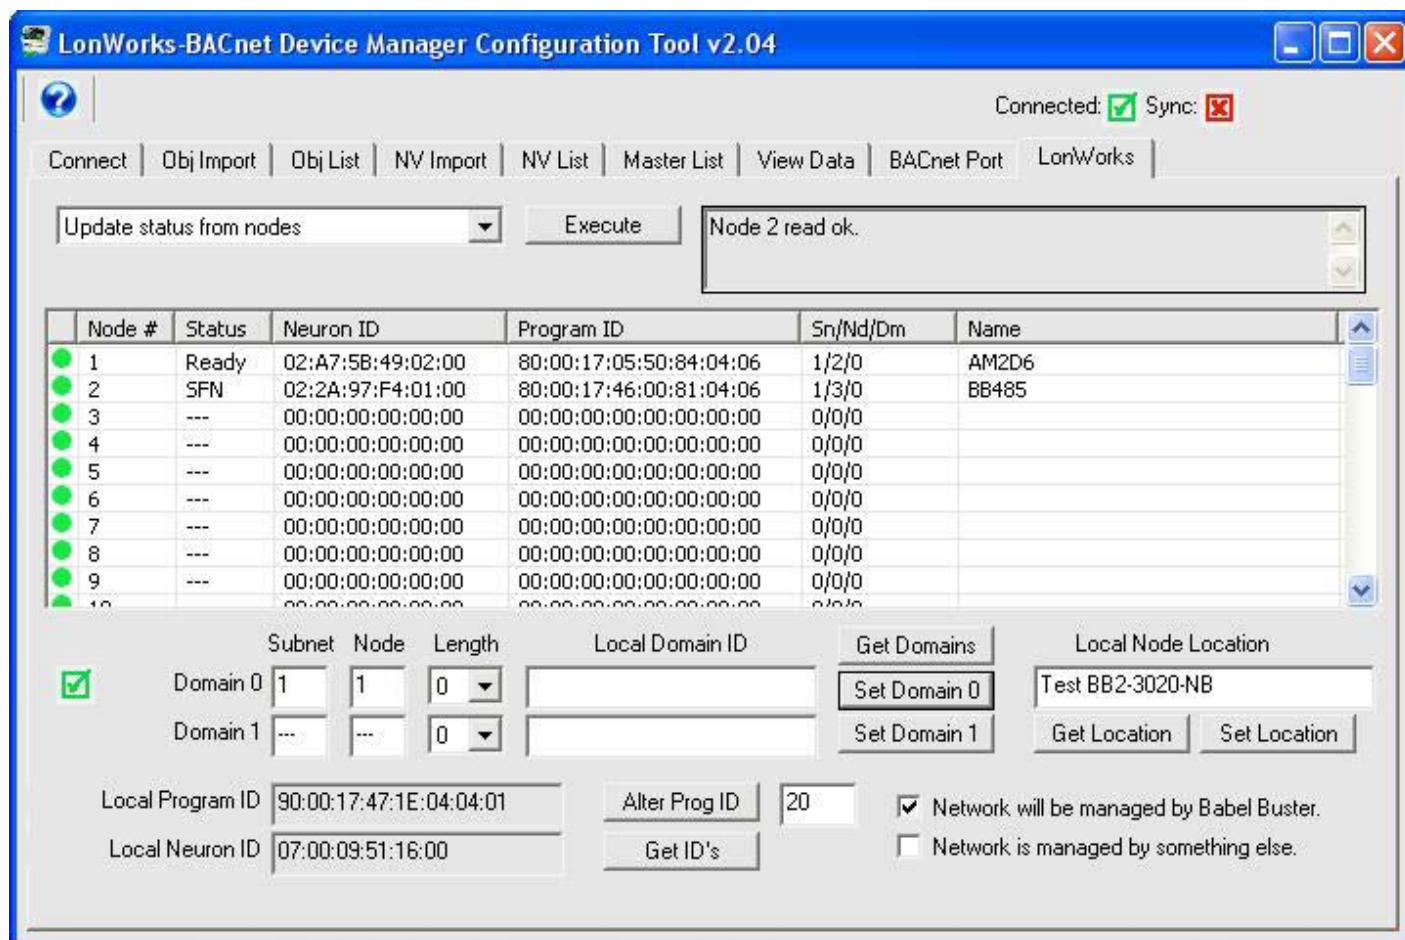 LonWorks-BACnet Device Manager Configuration Tool v2.04
Connected: Sync:
Connect Obj Import Obj List NV Import NV List Master List View Data BACnet Port LonWorks
Update status from nodes Execute Node 2 read ok.
Node # Status Neuron ID Program ID Sn/Nd/Dm Name
1 Ready 02:A7:5B:49:02:00 80:00:17:05:50:84:04:06 1/2/0 AM2D6
2 SFN 02:2A:97:F4:01:00 80:00:17:46:00:81:04:06 1/3/0 BB485
3 --- 00:00:00:00:00:00 00:00:00:00:00:00:00:00 0/0/0
4 --- 00:00:00:00:00:00 00:00:00:00:00:00:00:00 0/0/0
5 --- 00:00:00:00:00:00 00:00:00:00:00:00:00:00 0/0/0
6 --- 00:00:00:00:00:00 00:00:00:00:00:00:00:00 0/0/0
7 --- 00:00:00:00:00:00 00:00:00:00:00:00:00:00 0/0/0
8 --- 00:00:00:00:00:00 00:00:00:00:00:00:00:00 0/0/0
9 --- 00:00:00:00:00:00 00:00:00:00:00:00:00:00 0/0/0
Subnet Node Length Local Domain ID Get Domains Local Node Location
Domain 0 1 1 0 Set Domain 0 Test BB2-3020-NB
Domain 1 --- --- 0 Set Domain 1 Get Location Set Location
Local Program ID 90:00:17:47:1E:04:04:01 Alter Prog ID 20 Network will be managed by Babel Buster.
Local Neuron ID 07:00:09:51:16:00 Get ID's Network is managed by something else.